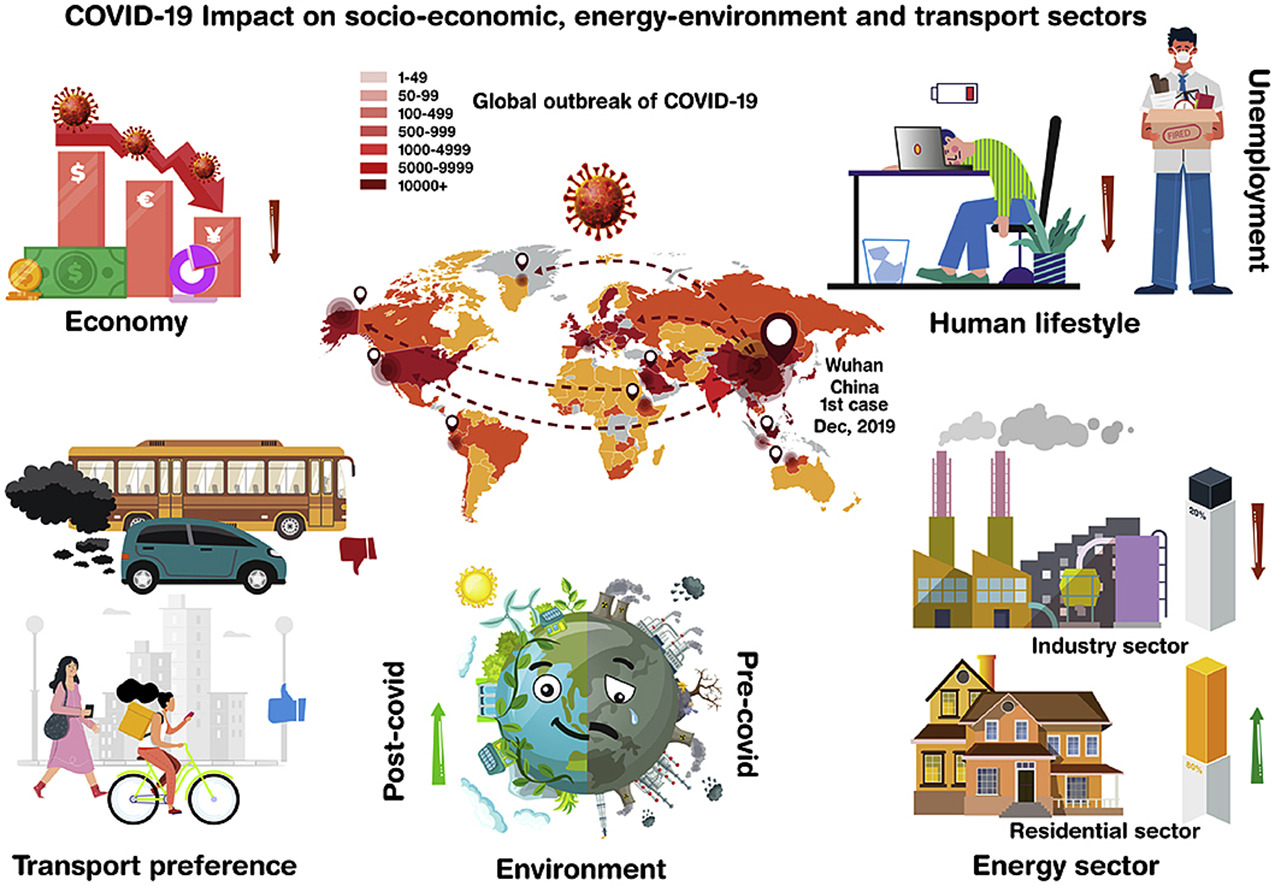 COVID-19 Impact on socio-economic, energy-environment and transport sectors
1-49
50-99
100-499
500-999
1000-4999
5000-9999
10000+
Global outbreak of COVID-19
$
€
¥
$
$
Economy
FIRED
Unemployment
Human lifestyle
Wuhan
China
1st case
Dec, 2019
Transport preference
Post-covid
Pre-covid
Environment
20%
Industry sector
80%
Residential sector
Energy sector